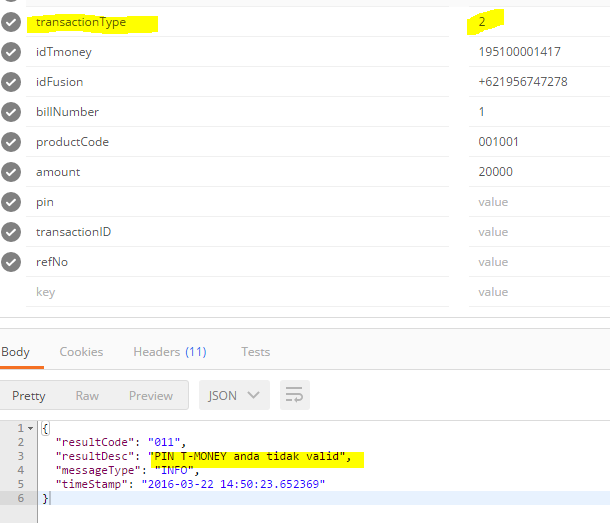 transactionType 2
idTmoney 195100001417
idFusion +621956747278
billNumber 1
productCode 001001
amount 20000
pin value
transactionID value
refNo value
key value
Body Cookies Headers (11) Tests
Pretty Raw Preview JSON
1 {
2 "resultCode": "011",
3 "resultDesc": "PIN T-MONEY anda tidak valid",
4 "messageType": "INFO",
5 "timeStamp": "2016-03-22 14:50:23.652369"
6 }